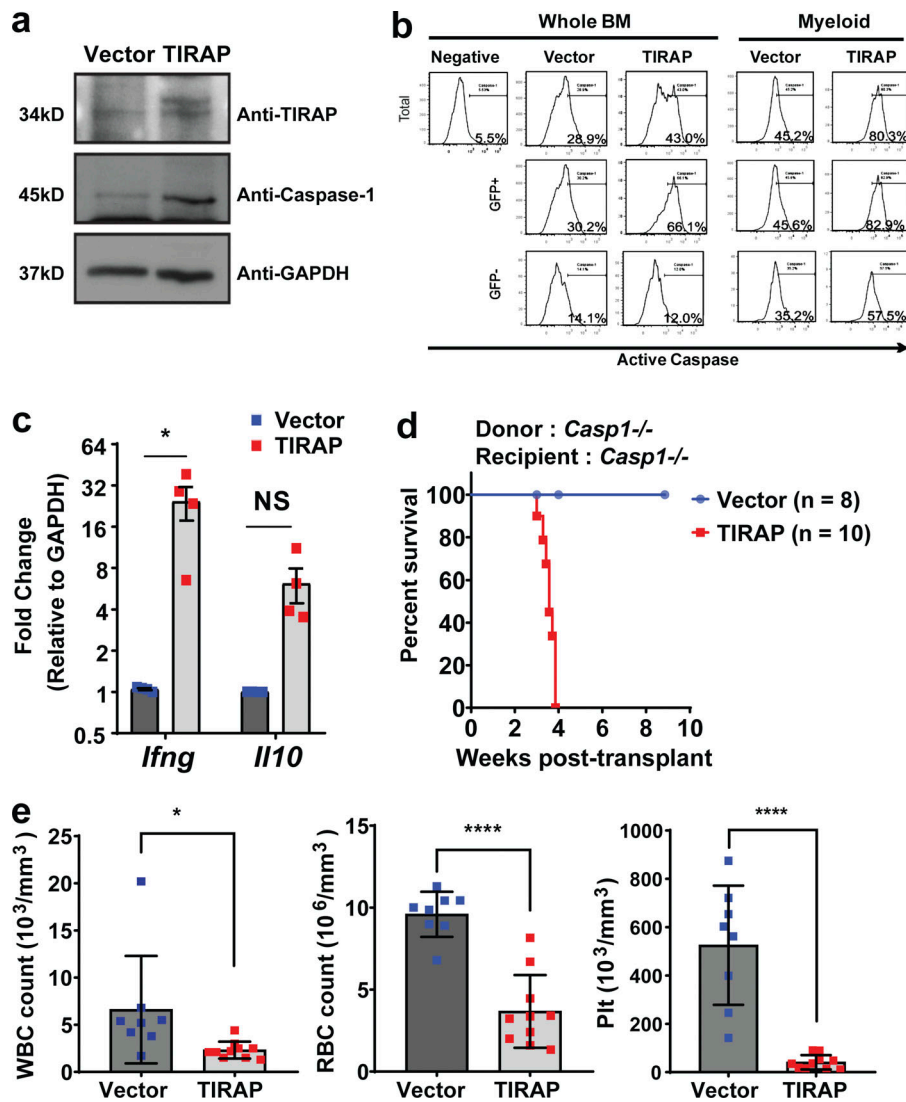 a
Vector TIRAP
34kD Anti-TIRAP
45kD Anti-Caspase-1
37kD Anti-GAPDH
b
Whole BM Myeloid
Negative Vector TIRAP Vector TIRAP
Total
5.5% 28.9% 43.0% 45.2% 80.3%
GFP+
30.2% 66.1% 45.6% 82.9%
GFP-
14.1% 12.0% 35.2% 57.5%
Active Caspase
c
Vector
TIRAP
* NS
Fold Change
(Relative to GAPDH)
64
32
16
8
4
2
1
0.5
Ifng Il10
d
Donor : Casp1-/-
Recipient : Casp1-/-
Percent survival
100
80
60
40
20
0
0 2 4 6 8 10
Weeks post-transplant
Vector (n = 8)
TIRAP (n = 10)
e
WBC count (10³/mm³)
25
20
15
10
5
0
*
Vector TIRAP
RBC count (10⁶/mm³)
15
10
5
0
****
Vector TIRAP
Plt (10³/mm³)
1000
800
600
400
200
0
****
Vector TIRAP